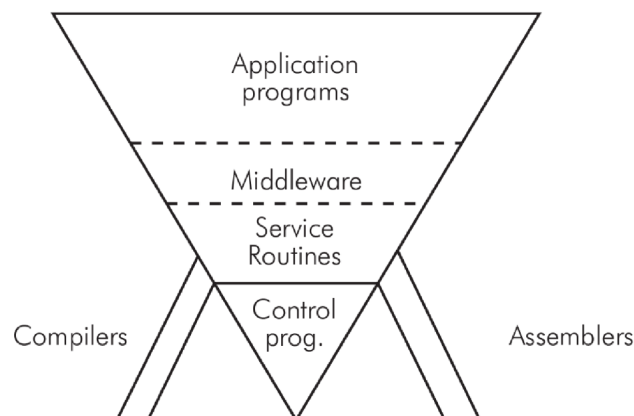 Application
programs
Middleware
Service
Routines
Control
prog.
Compilers
Assemblers